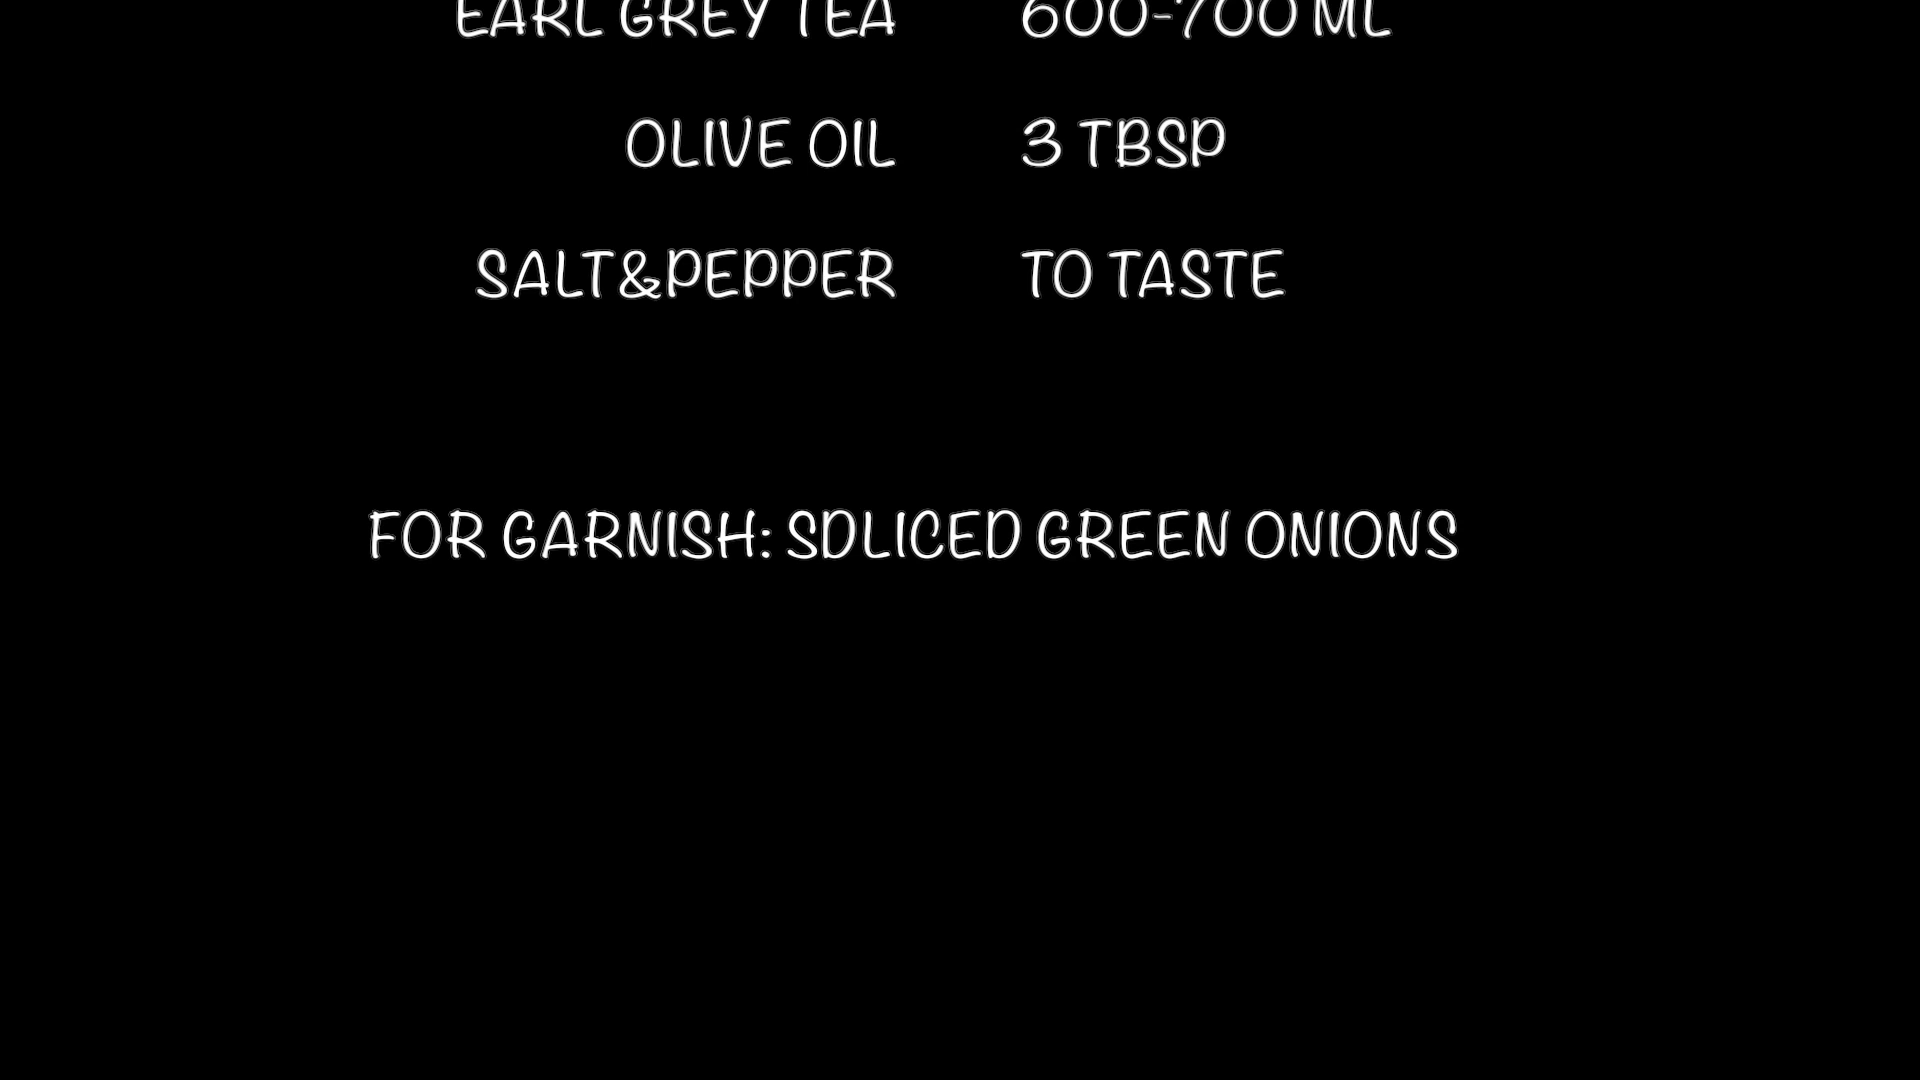 EARL GREY TEA 600-700 ML
OLIVE OIL 3 TBSP
SALT&PEPPER TO TASTE
FOR GARNISH: SDLICED GREEN ONIONS